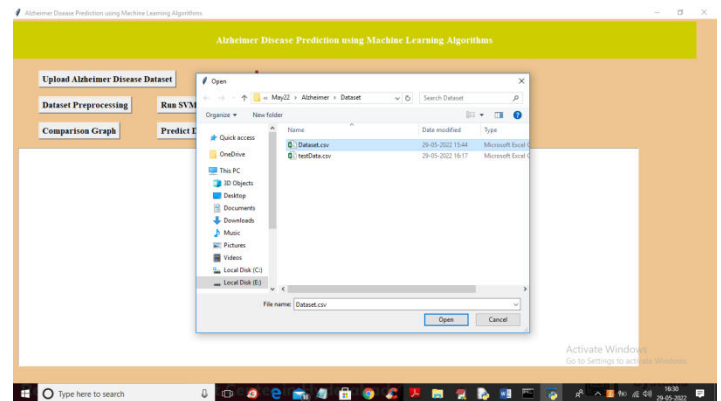 Alzheimer Disease Prediction using Machine Learning Algorithms
Alzheimer Disease Prediction using Machine Learning Algorithms
Upload Alzheimer Disease Dataset
Dataset Preprocessing
Run SVM
Comparison Graph
Predict D
Open
« May22 › Alzheimer › Dataset
Search Dataset
Organize
New folder
Quick access
OneDrive
This PC
3D Objects
Desktop
Documents
Downloads
Music
Pictures
Videos
Local Disk (C:)
Local Disk (E:)
Name Date modified Type
Dataset.csv 29-05-2022 15:44 Microsoft Excel C
testData.csv 29-05-2022 16:17 Microsoft Excel C
File name: Dataset.csv
Open Cancel
Activate Windows
Go to Settings to activate Windows.
Type here to search
16:30
29-05-2022